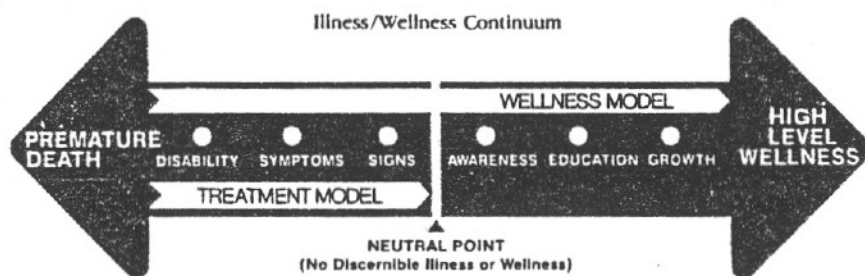 Illness/Wellness Continuum
WELLNESS MODEL
PREMATURE
DEATH
HIGH
LEVEL
WELLNESS
DISABILITY SYMPTOMS SIGNS AWARENESS EDUCATION GROWTH
TREATMENT MODEL
NEUTRAL POINT
(No Discernible Illness or Wellness)